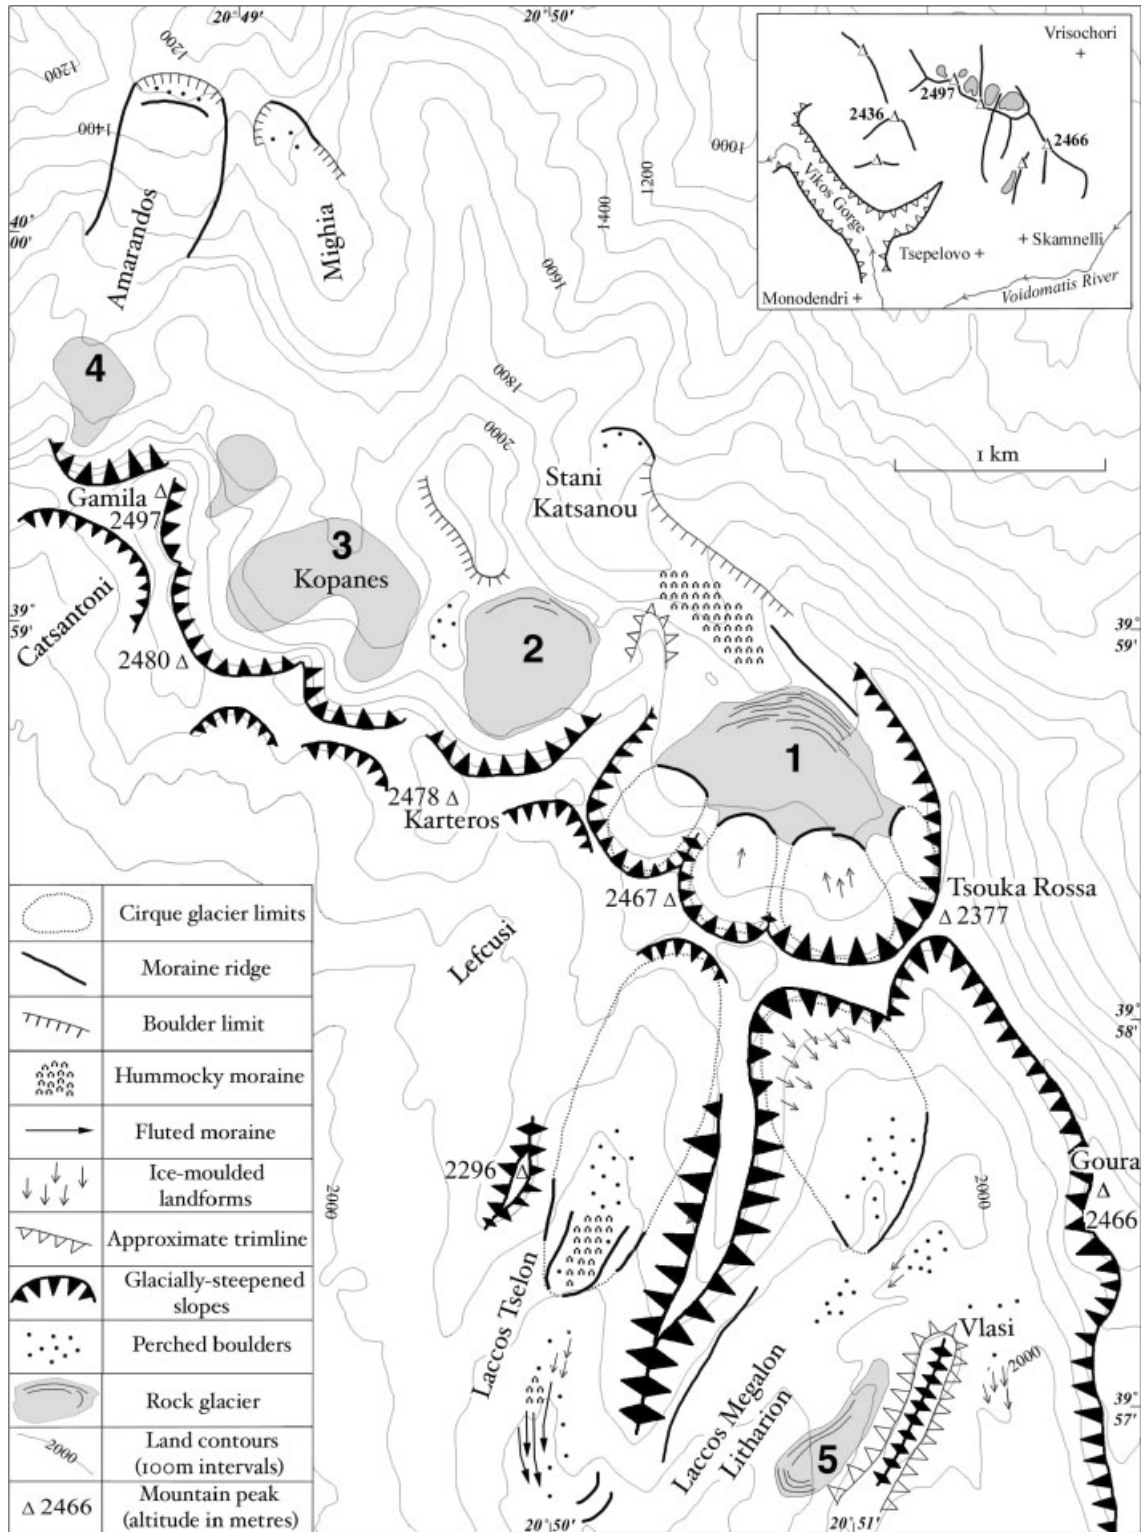 20°49'
20°50'
1200
1200
1400
40°
00'
Amarandos
Mighia
1000
1200
1400
1600
1800
2000
Vrisochori
2497
2436
2466
Vikos Gorge
Tsepelovo
Skamnelli
Monodendri
Voidomatis River
1 km
4
Gamila
2497
Stani
Katsanou
3
Kopanes
Catsantoni
39°
59'
39°
59'
2480
2
1
2478
Karteros
2467
Tsouka Rossa
2377
Lefcusi
39°
58'
2000
2296
Goura
2466
2000
Laccos Tselon
Vlasi
2000
Laccos Megalon
Litharion
39°
57'
5
20°50'
20°51'
Cirque glacier limits
Moraine ridge
Boulder limit
Hummocky moraine
Fluted moraine
Ice-moulded
landforms
Approximate trimline
Glacially-steepened
slopes
Perched boulders
Rock glacier
2000
Land contours
(100m intervals)
2466
Mountain peak
(altitude in metres)